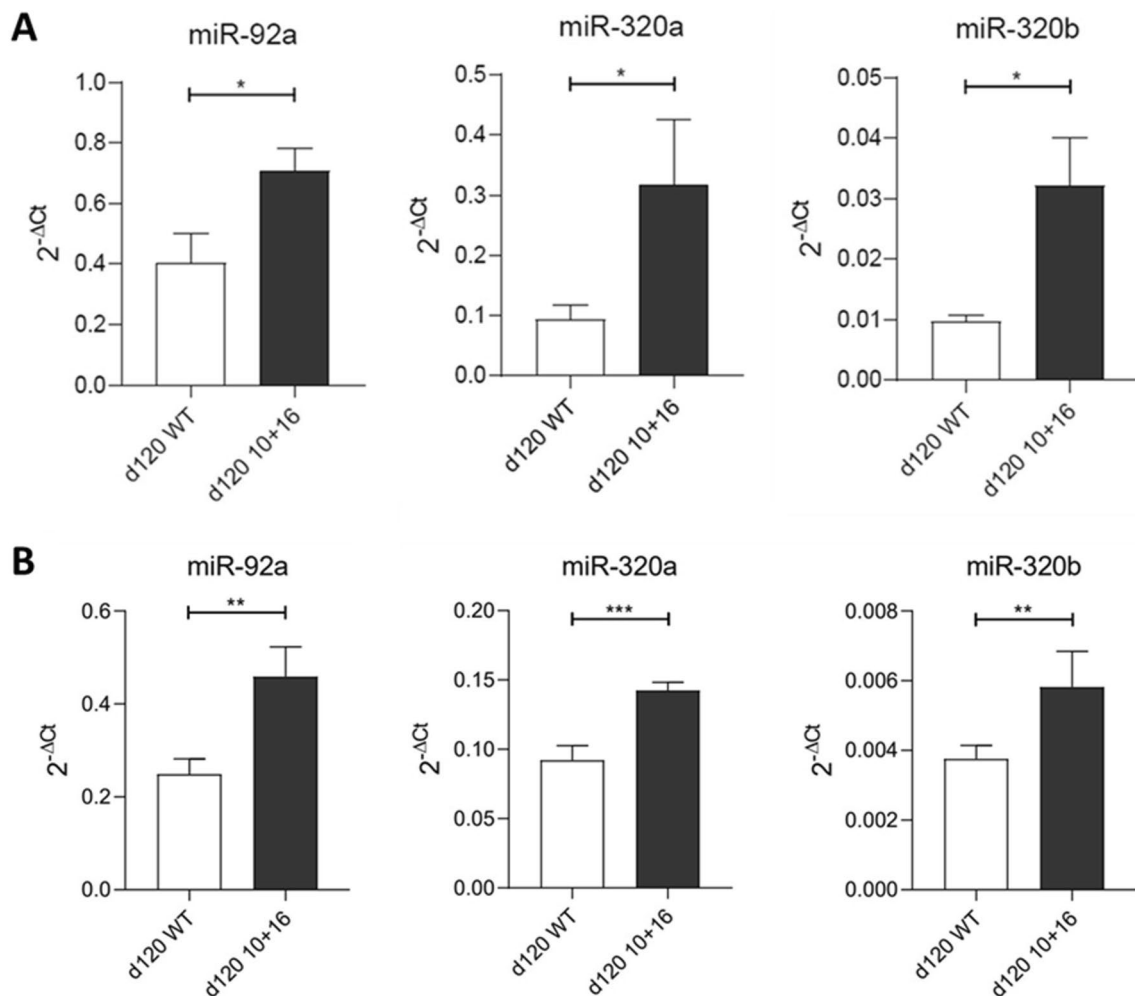 A
miR-92a
2^-ΔCt
1.0
0.8
0.6
0.4
0.2
0.0
*
d120 WT
d120 10+16
miR-320a
2^-ΔCt
0.5
0.4
0.3
0.2
0.1
0.0
*
d120 WT
d120 10+16
miR-320b
2^-ΔCt
0.05
0.04
0.03
0.02
0.01
0.00
*
d120 WT
d120 10+16
B
miR-92a
2^-ΔCt
0.6
0.4
0.2
0.0
**
d120 WT
d120 10+16
miR-320a
2^-ΔCt
0.20
0.15
0.10
0.05
0.00
***
d120 WT
d120 10+16
miR-320b
2^-ΔCt
0.008
0.006
0.004
0.002
0.000
**
d120 WT
d120 10+16